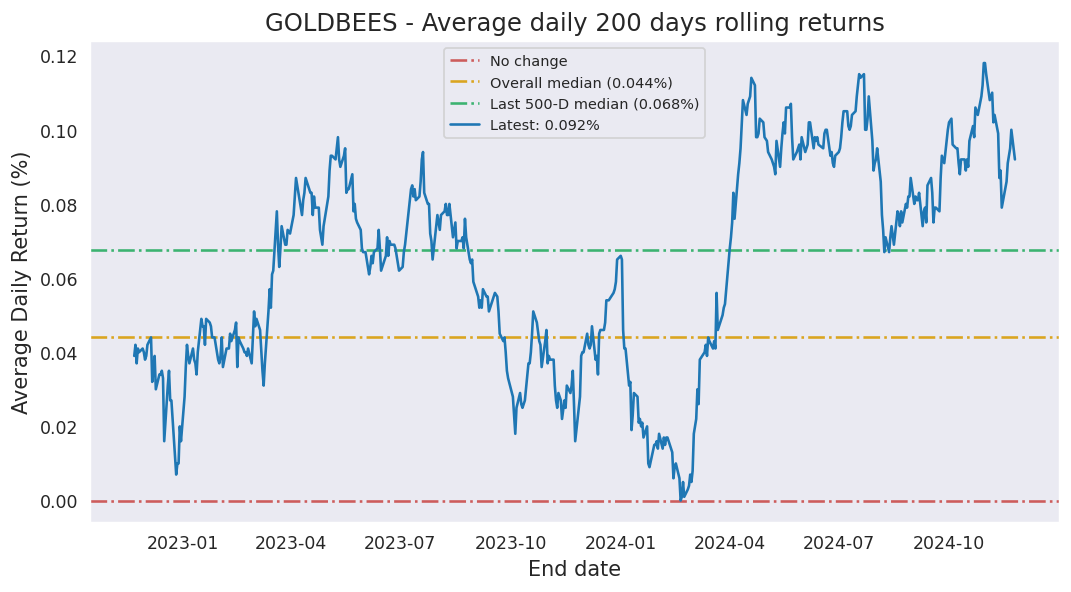 GOLDBEES - Average daily 200 days rolling returns
No change
Overall median (0.044%)
Last 500-D median (0.068%)
Latest: 0.092%
Average Daily Return (%)
0.12
0.10
0.08
0.06
0.04
0.02
0.00
2023-01 2023-04 2023-07 2023-10 2024-01 2024-04 2024-07 2024-10
End date